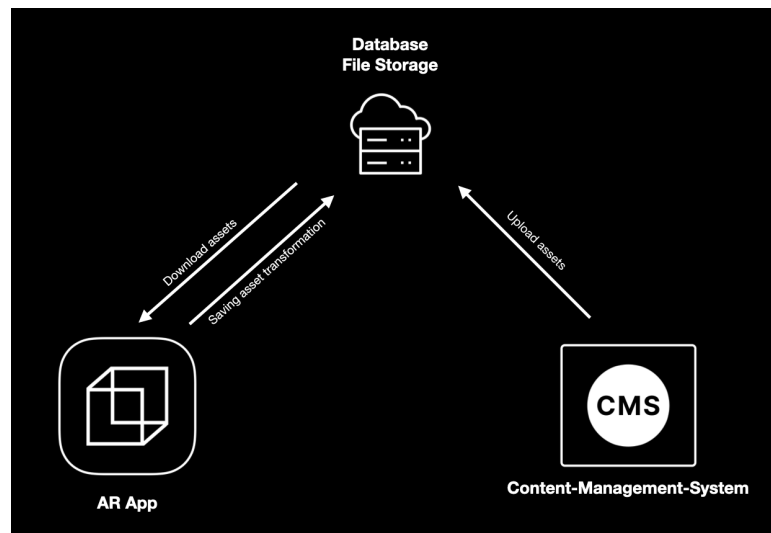 Database
File Storage
Download assets
Saving asset transformation
Upload assets
CMS
AR App
Content-Management-System